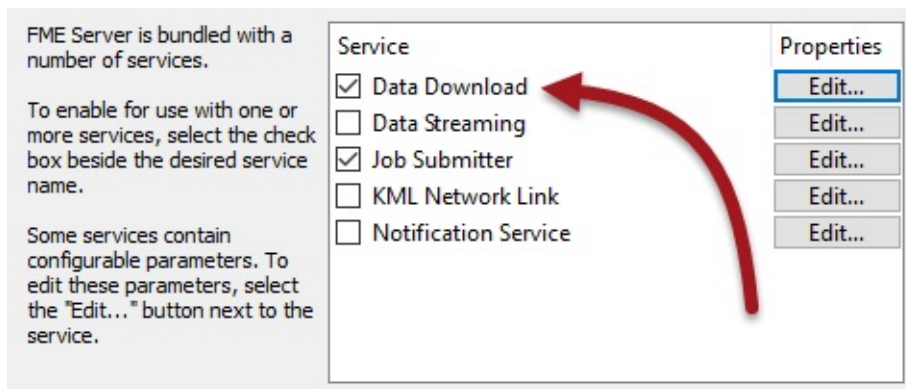 FME Server is bundled with a
number of services.
To enable for use with one or
more services, select the check
box beside the desired service
name.
Some services contain
configurable parameters. To
edit these parameters, select
the "Edit..." button next to the
service.
Service Properties
Data Download Edit...
Data Streaming Edit...
Job Submitter Edit...
KML Network Link Edit...
Notification Service Edit...